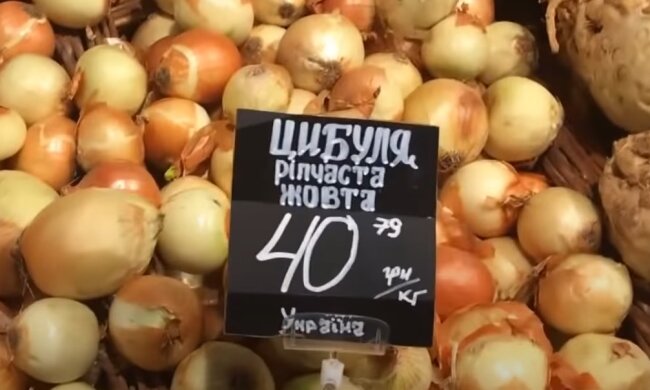 ЦИБУЛЯ
ріпчаста
жовта
40 79
грн/кг
Україна